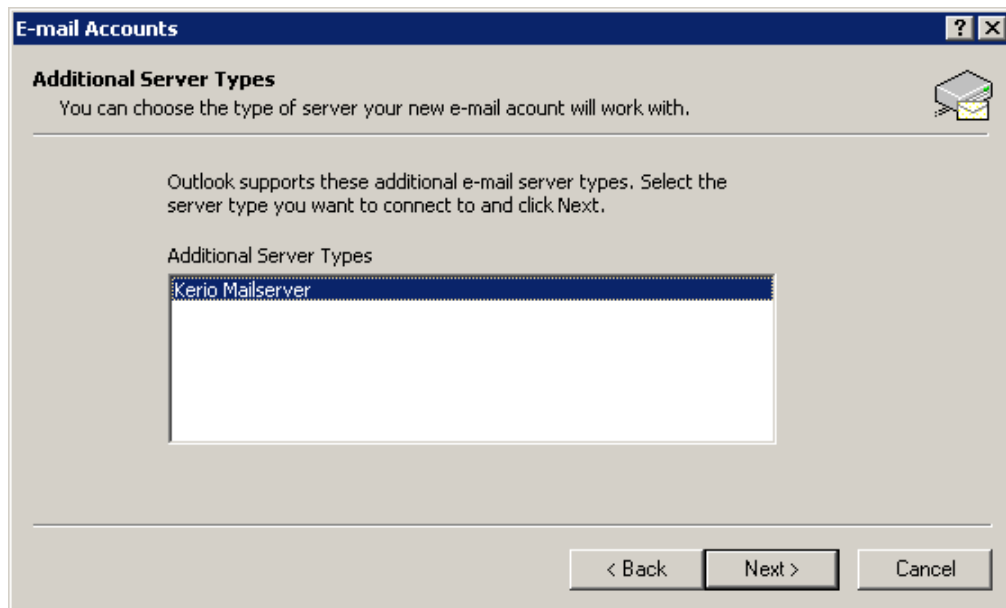 E-mail Accounts
Additional Server Types
You can choose the type of server your new e-mail acount will work with.
Outlook supports these additional e-mail server types. Select the
server type you want to connect to and click Next.
Additional Server Types
Kerio Mailserver
< Back
Next >
Cancel